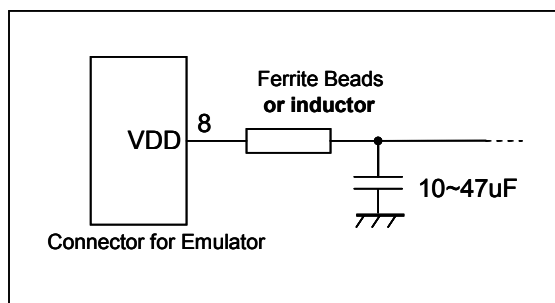 Ferrite Beads
or inductor
8
VDD
10~47uF
Connector for Emulator